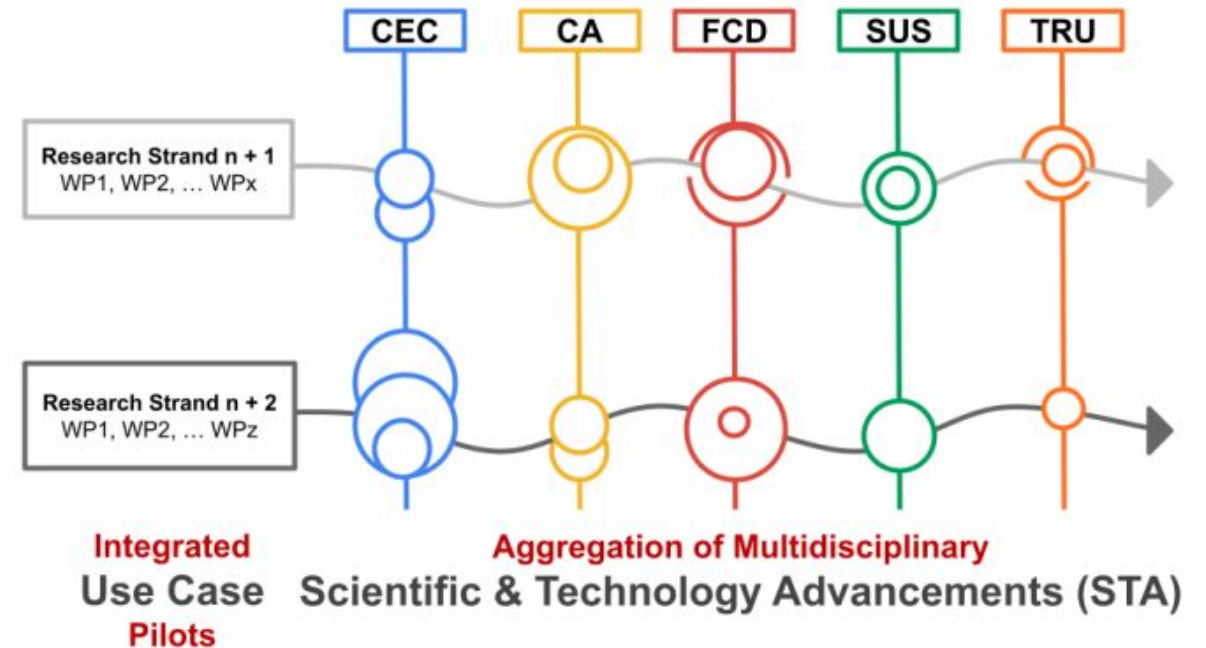 CEC CA FCD SUS TRU
Research Strand n + 1
WP1, WP2, … WPx
Research Strand n + 2
WP1, WP2, … WPz
Integrated
Use Case
Pilots
Aggregation of Multidisciplinary
Scientific & Technology Advancements (STA)